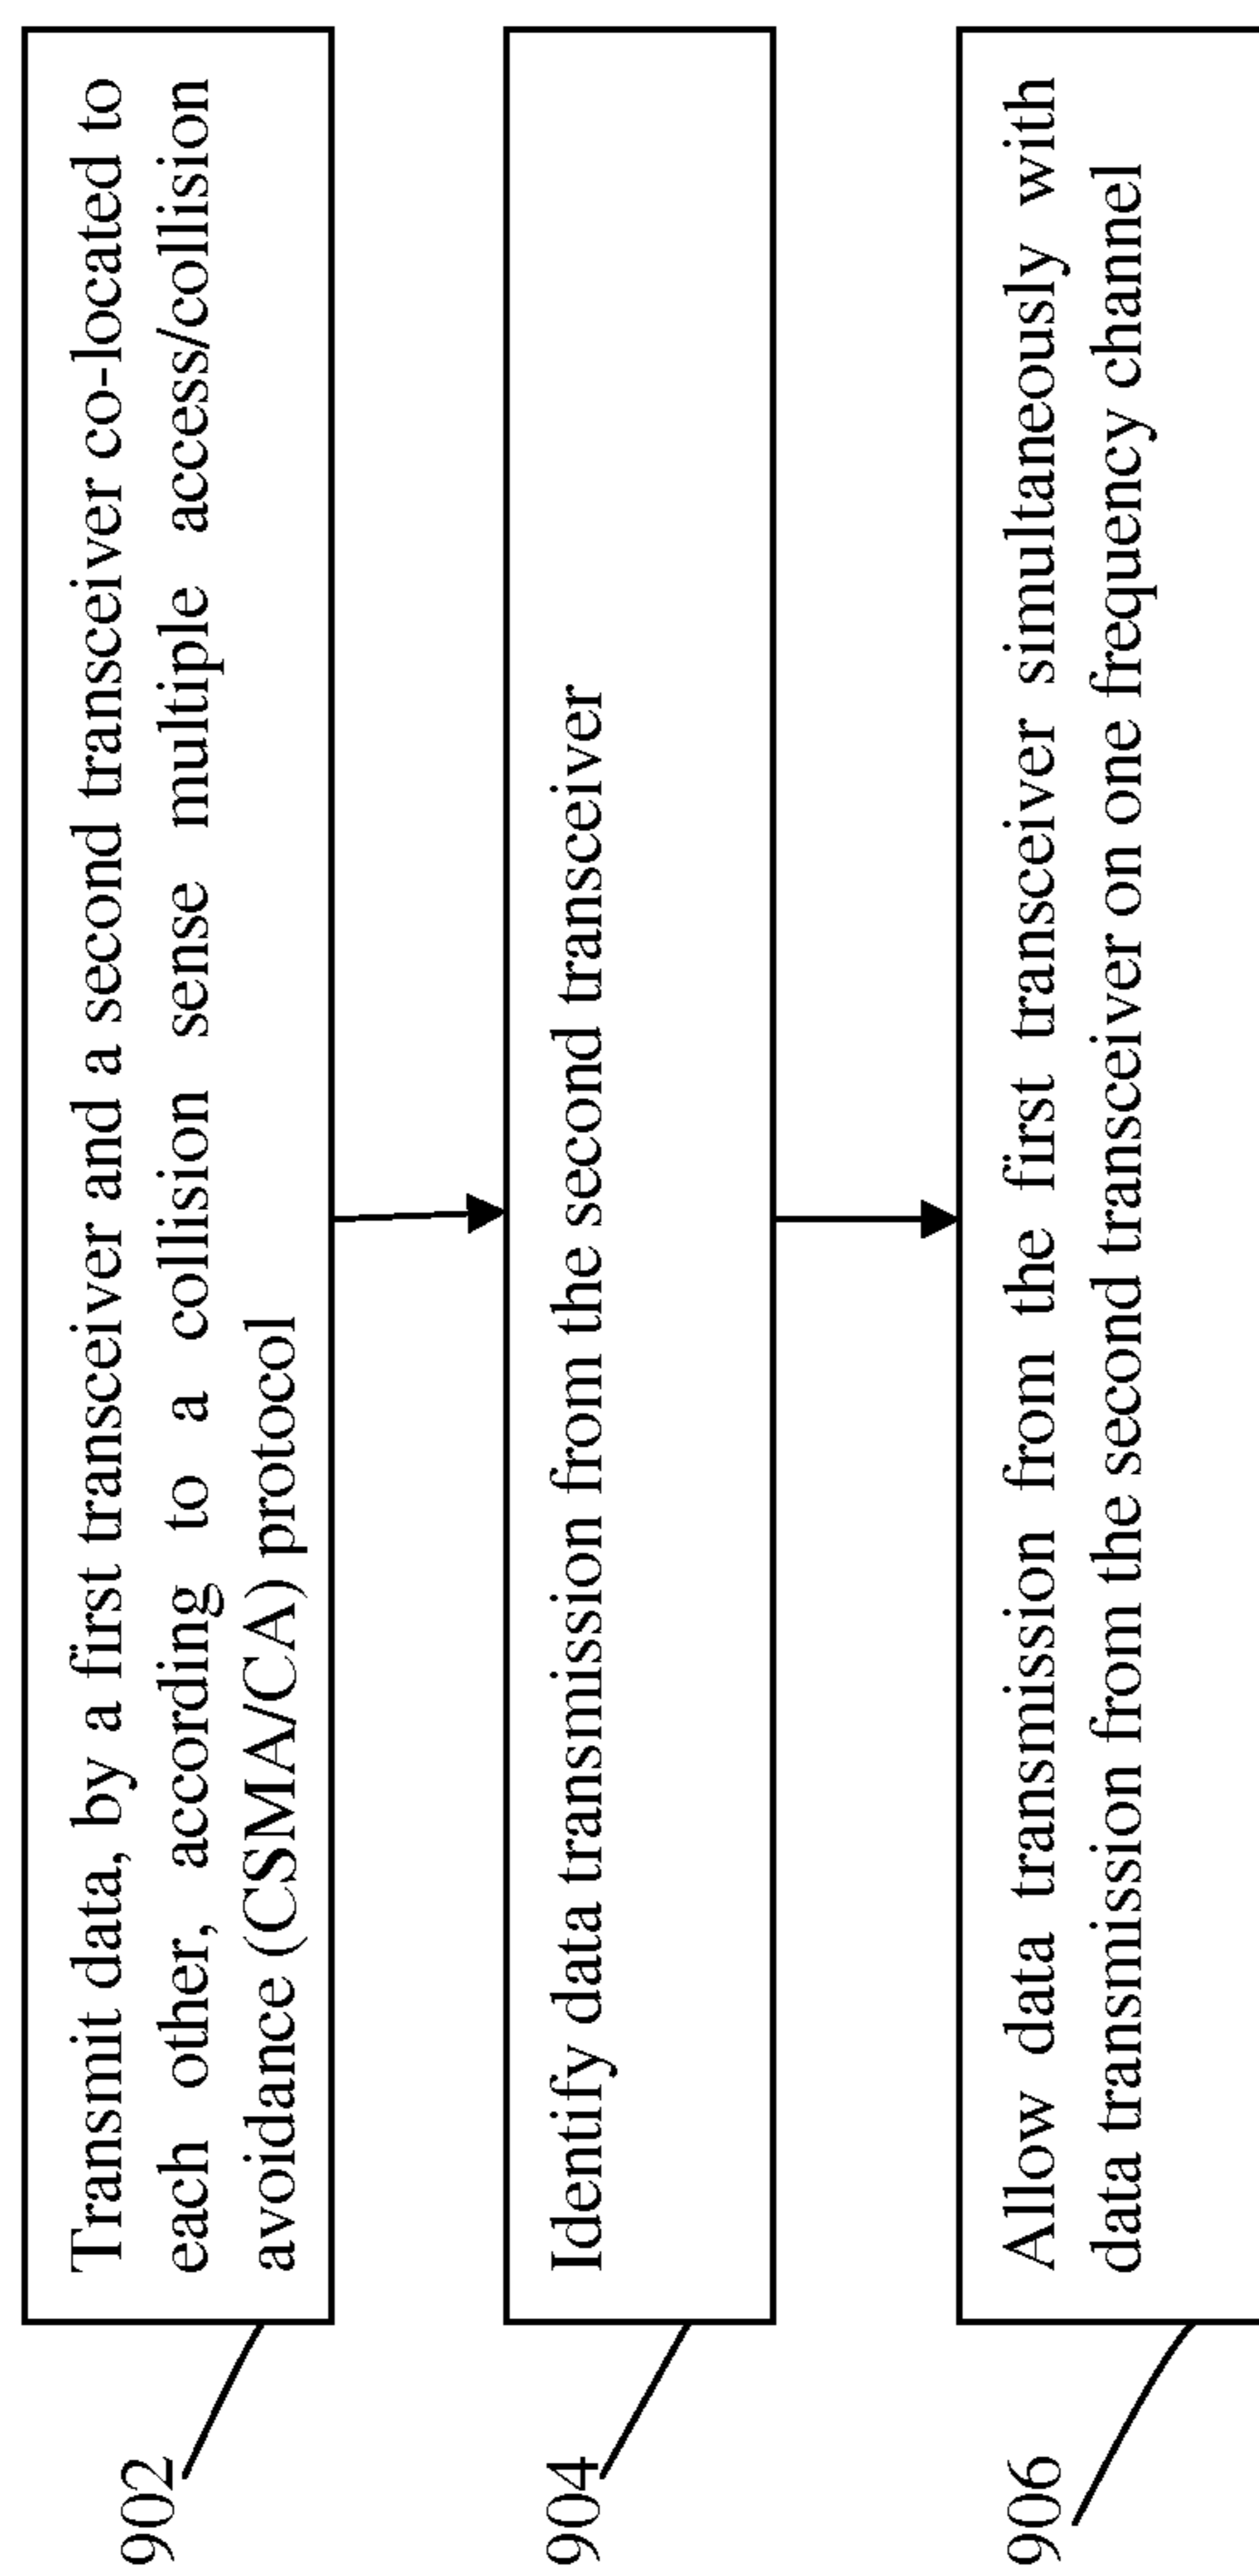 902
Transmit data, by a first transceiver and a second transceiver co-located to
each other, according to a collision sense multiple access/collision
avoidance (CSMA/CA) protocol
904
Identify data transmission from the second transceiver
906
Allow data transmission from the first transceiver simultaneously with
data transmission from the second transceiver on one frequency channel